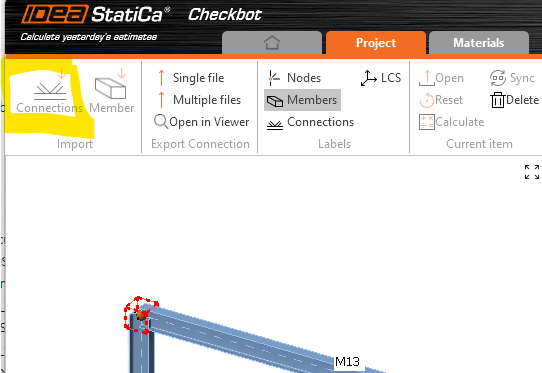 IDEA StatiCa® Checkbot
Calculate yesterday's estimates
Project Materials
Single file Nodes LCS Open Sync
Multiple files Members Reset Delete
Connections Member Open in Viewer Connections Calculate
Import Export Connection Labels Current item
M13